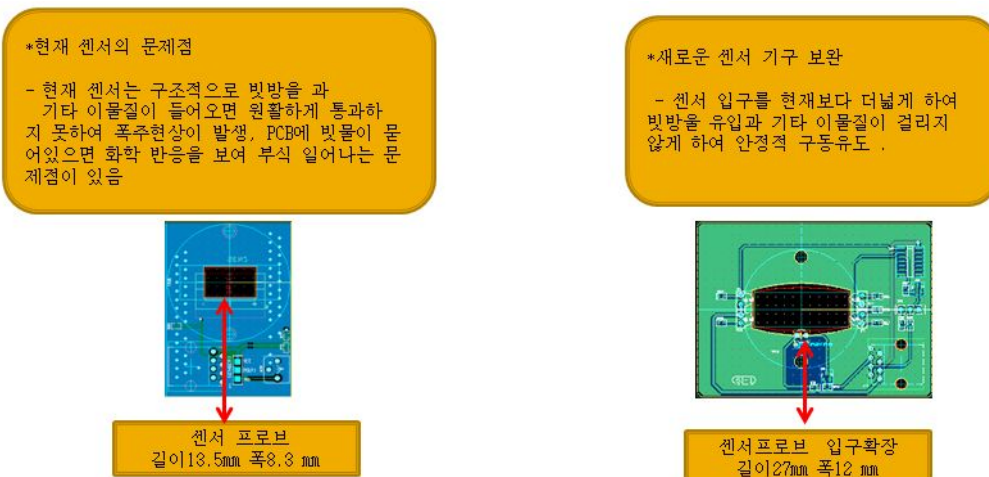 *현재 센서의 문제점
- 현재 센서는 구조적으로 빗방을 과
기타 이물질이 들어오면 원활하게 통과하
지 못하여 폭주현상이 발생, PCB에 빗물이 묻
어있으면 화학 반응을 보여 부식 일어나는 문
제점이 있음
*새로운 센서 기구 보완
- 센서 입구를 현재보다 더넓게 하여
빗방울 유입과 기타 이물질이 걸리지
않게 하여 안정적 구동유도 .
센서 프로브
길이13.5mm 폭8.3 mm
센서프로브 입구확장
길이27mm 폭12 mm